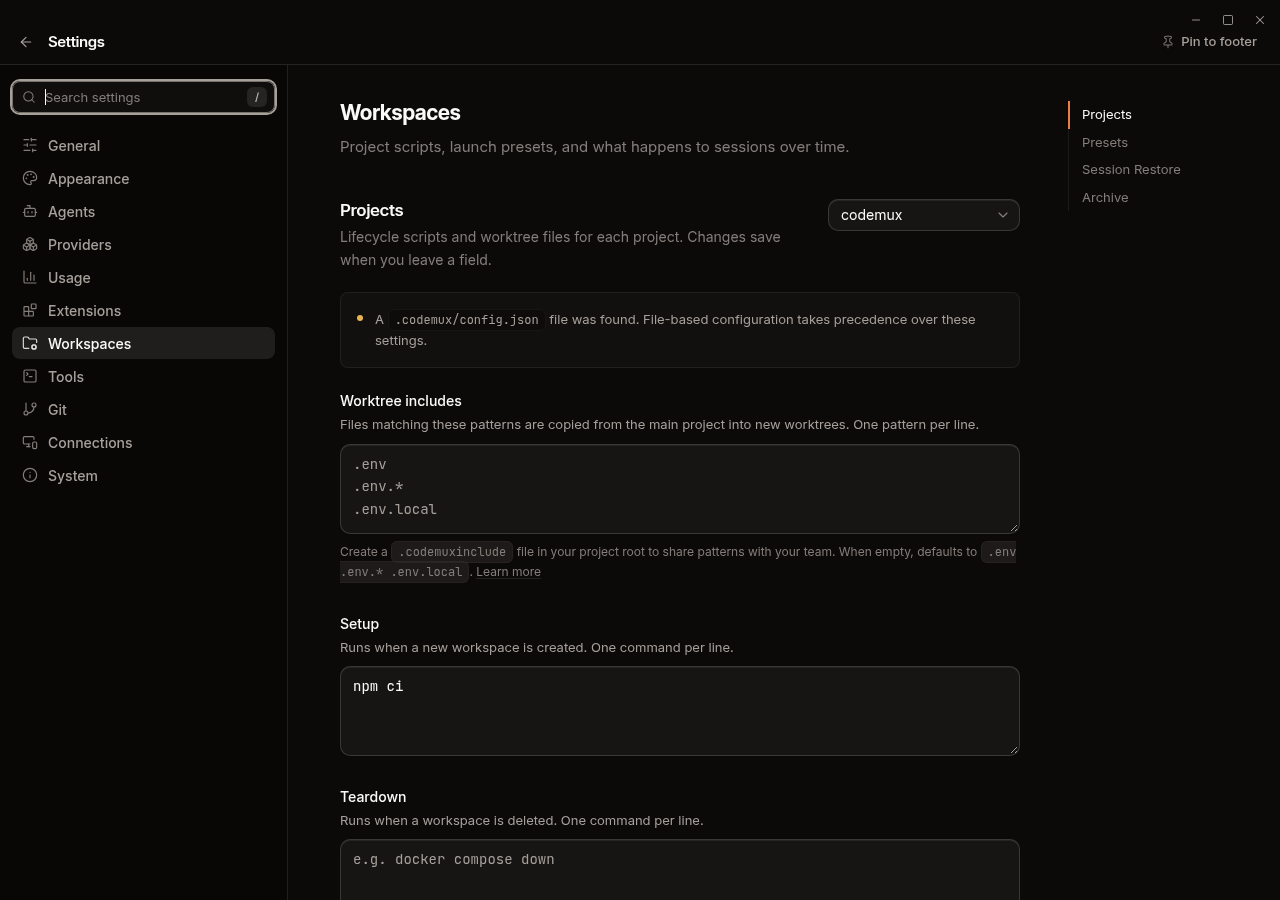 Settings
Pin to footer
Search settings
/
General
Appearance
Agents
Providers
Usage
Extensions
Workspaces
Tools
Git
Connections
System
Workspaces
Project scripts, launch presets, and what happens to sessions over time.
Projects
codemux
Lifecycle scripts and worktree files for each project. Changes save
when you leave a field.
A .codemux/config.json file was found. File-based configuration takes precedence over these
settings.
Worktree includes
Files matching these patterns are copied from the main project into new worktrees. One pattern per line.
.env
.env.*
.env.local
Create a .codemuxinclude file in your project root to share patterns with your team. When empty, defaults to .env
.env.* .env.local. Learn more
Setup
Runs when a new workspace is created. One command per line.
npm ci
Teardown
Runs when a workspace is deleted. One command per line.
e.g. docker compose down
Projects
Presets
Session Restore
Archive